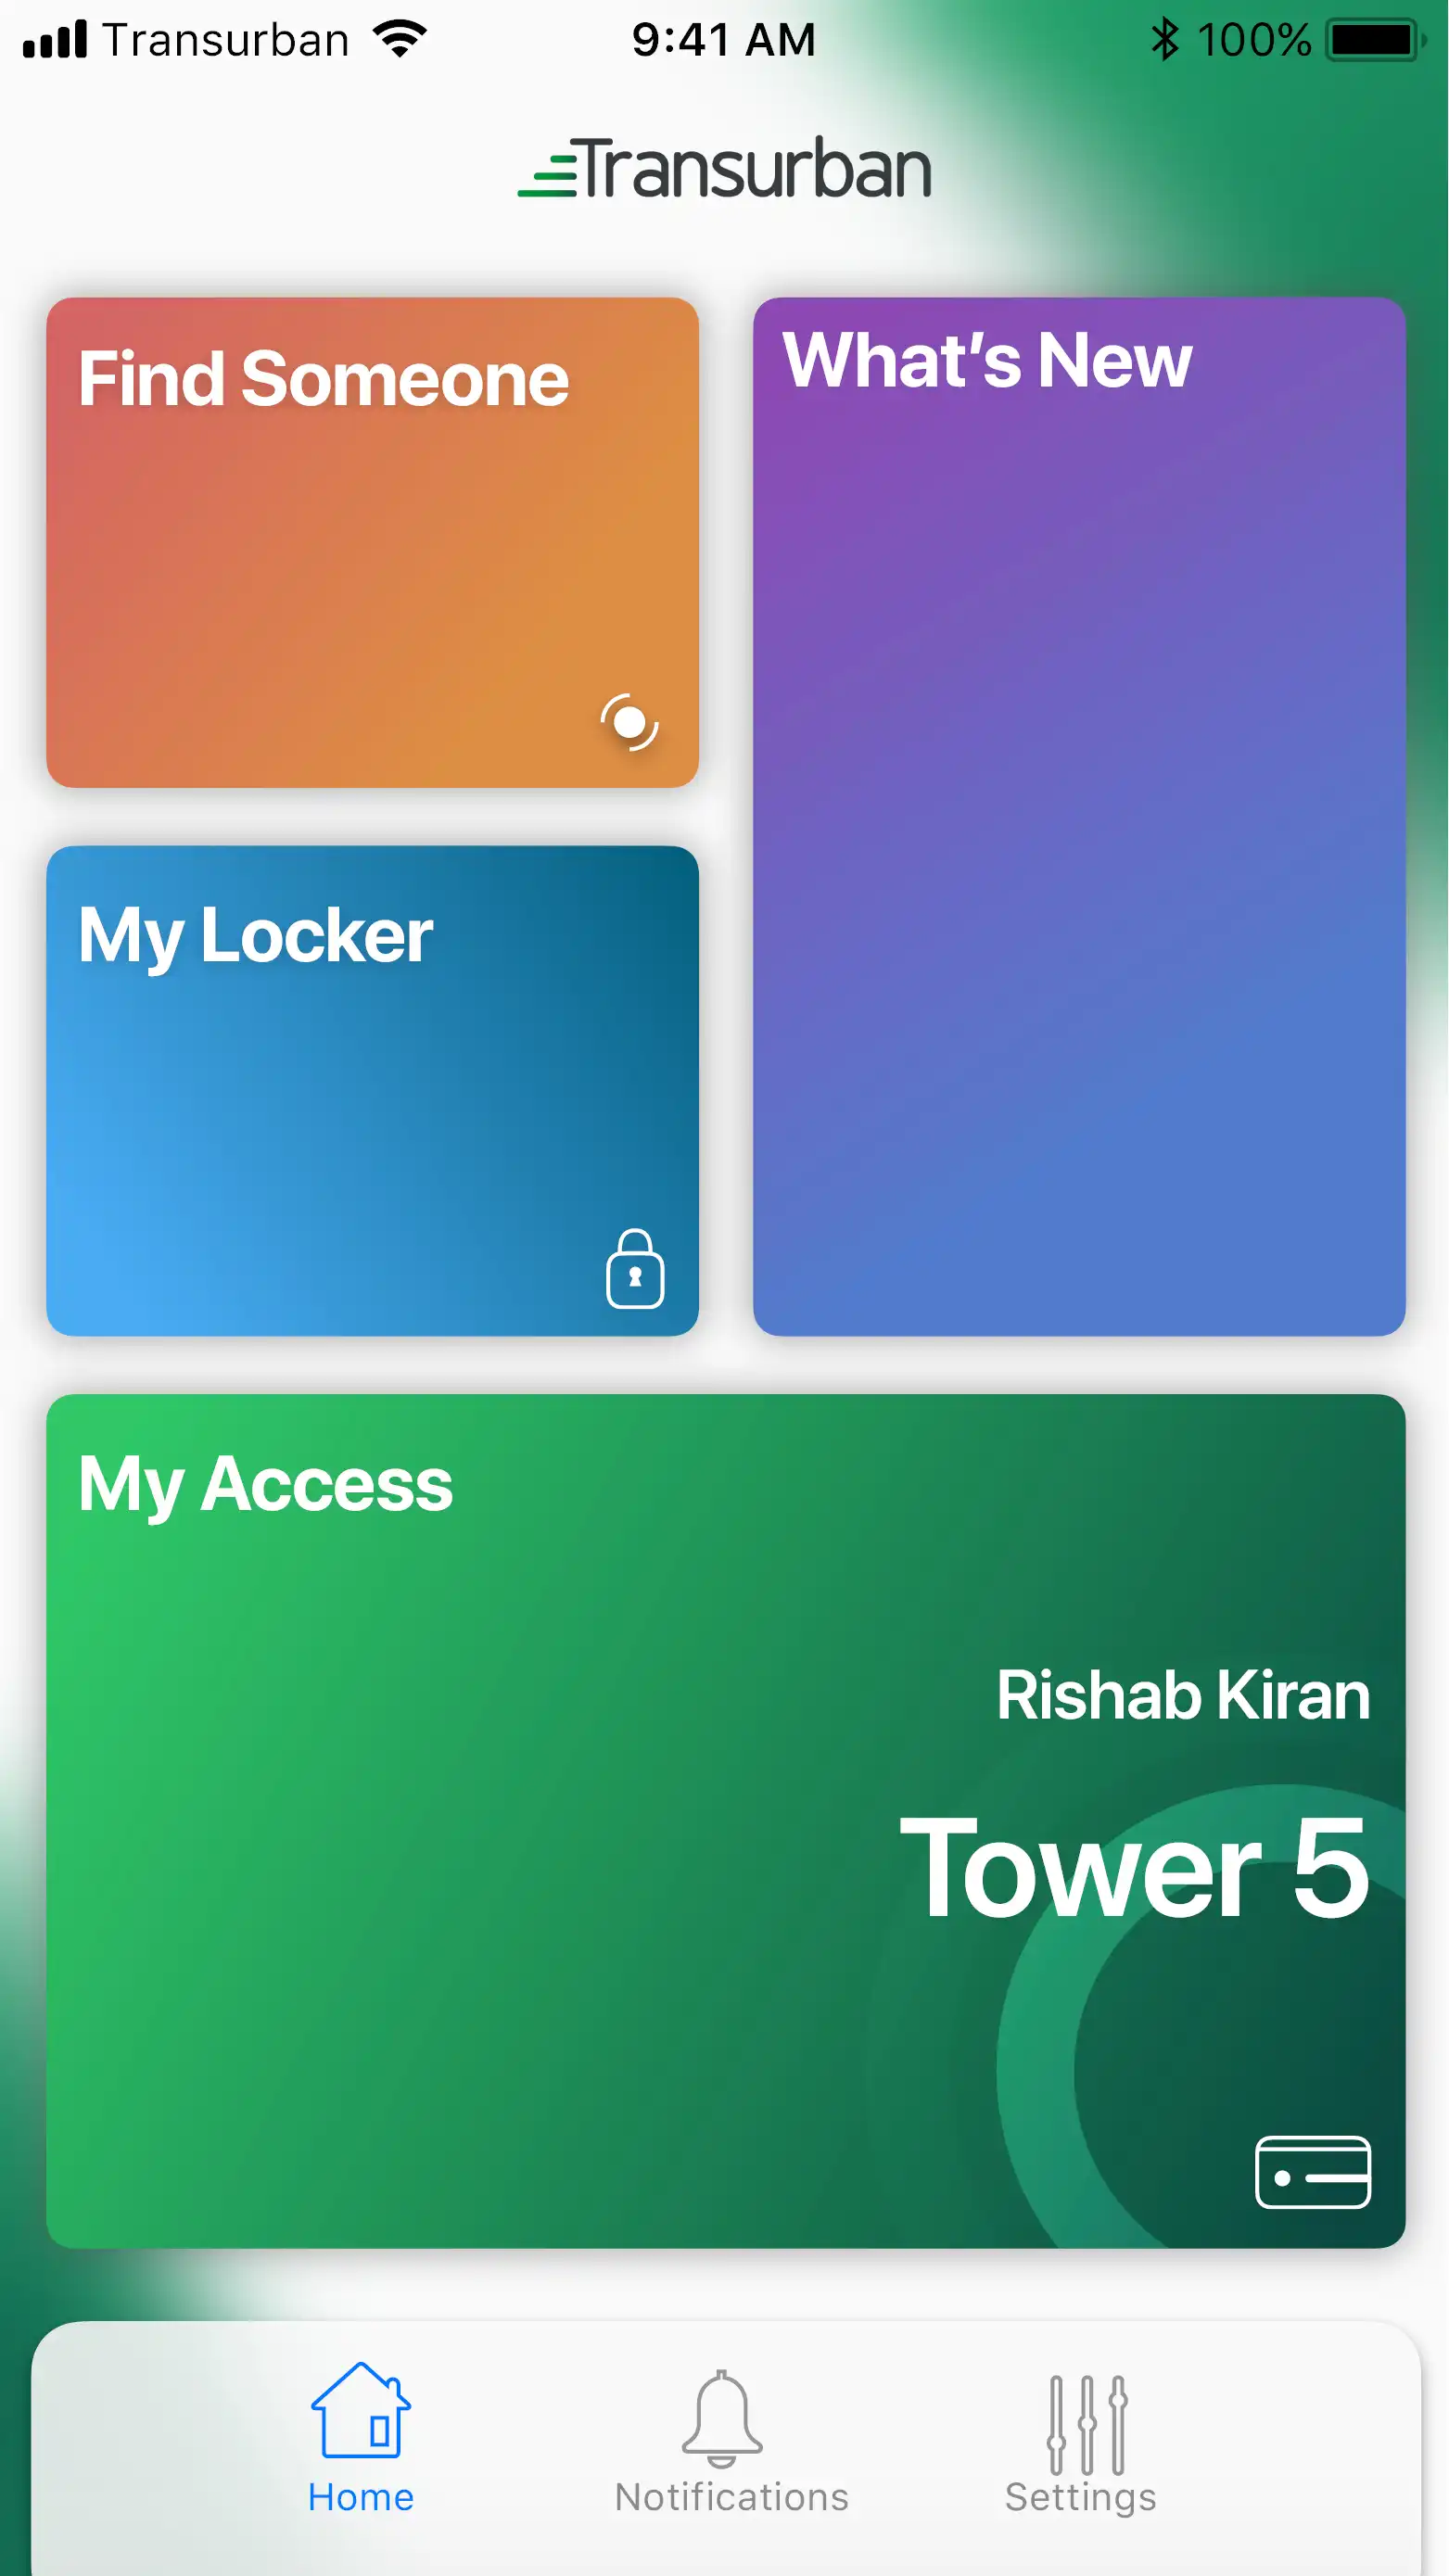 Transurban
9:41 AM
100%
Transurban
Find Someone
What's New
My Locker
My Access
Rishab Kiran
Tower 5
Home
Notifications
Settings